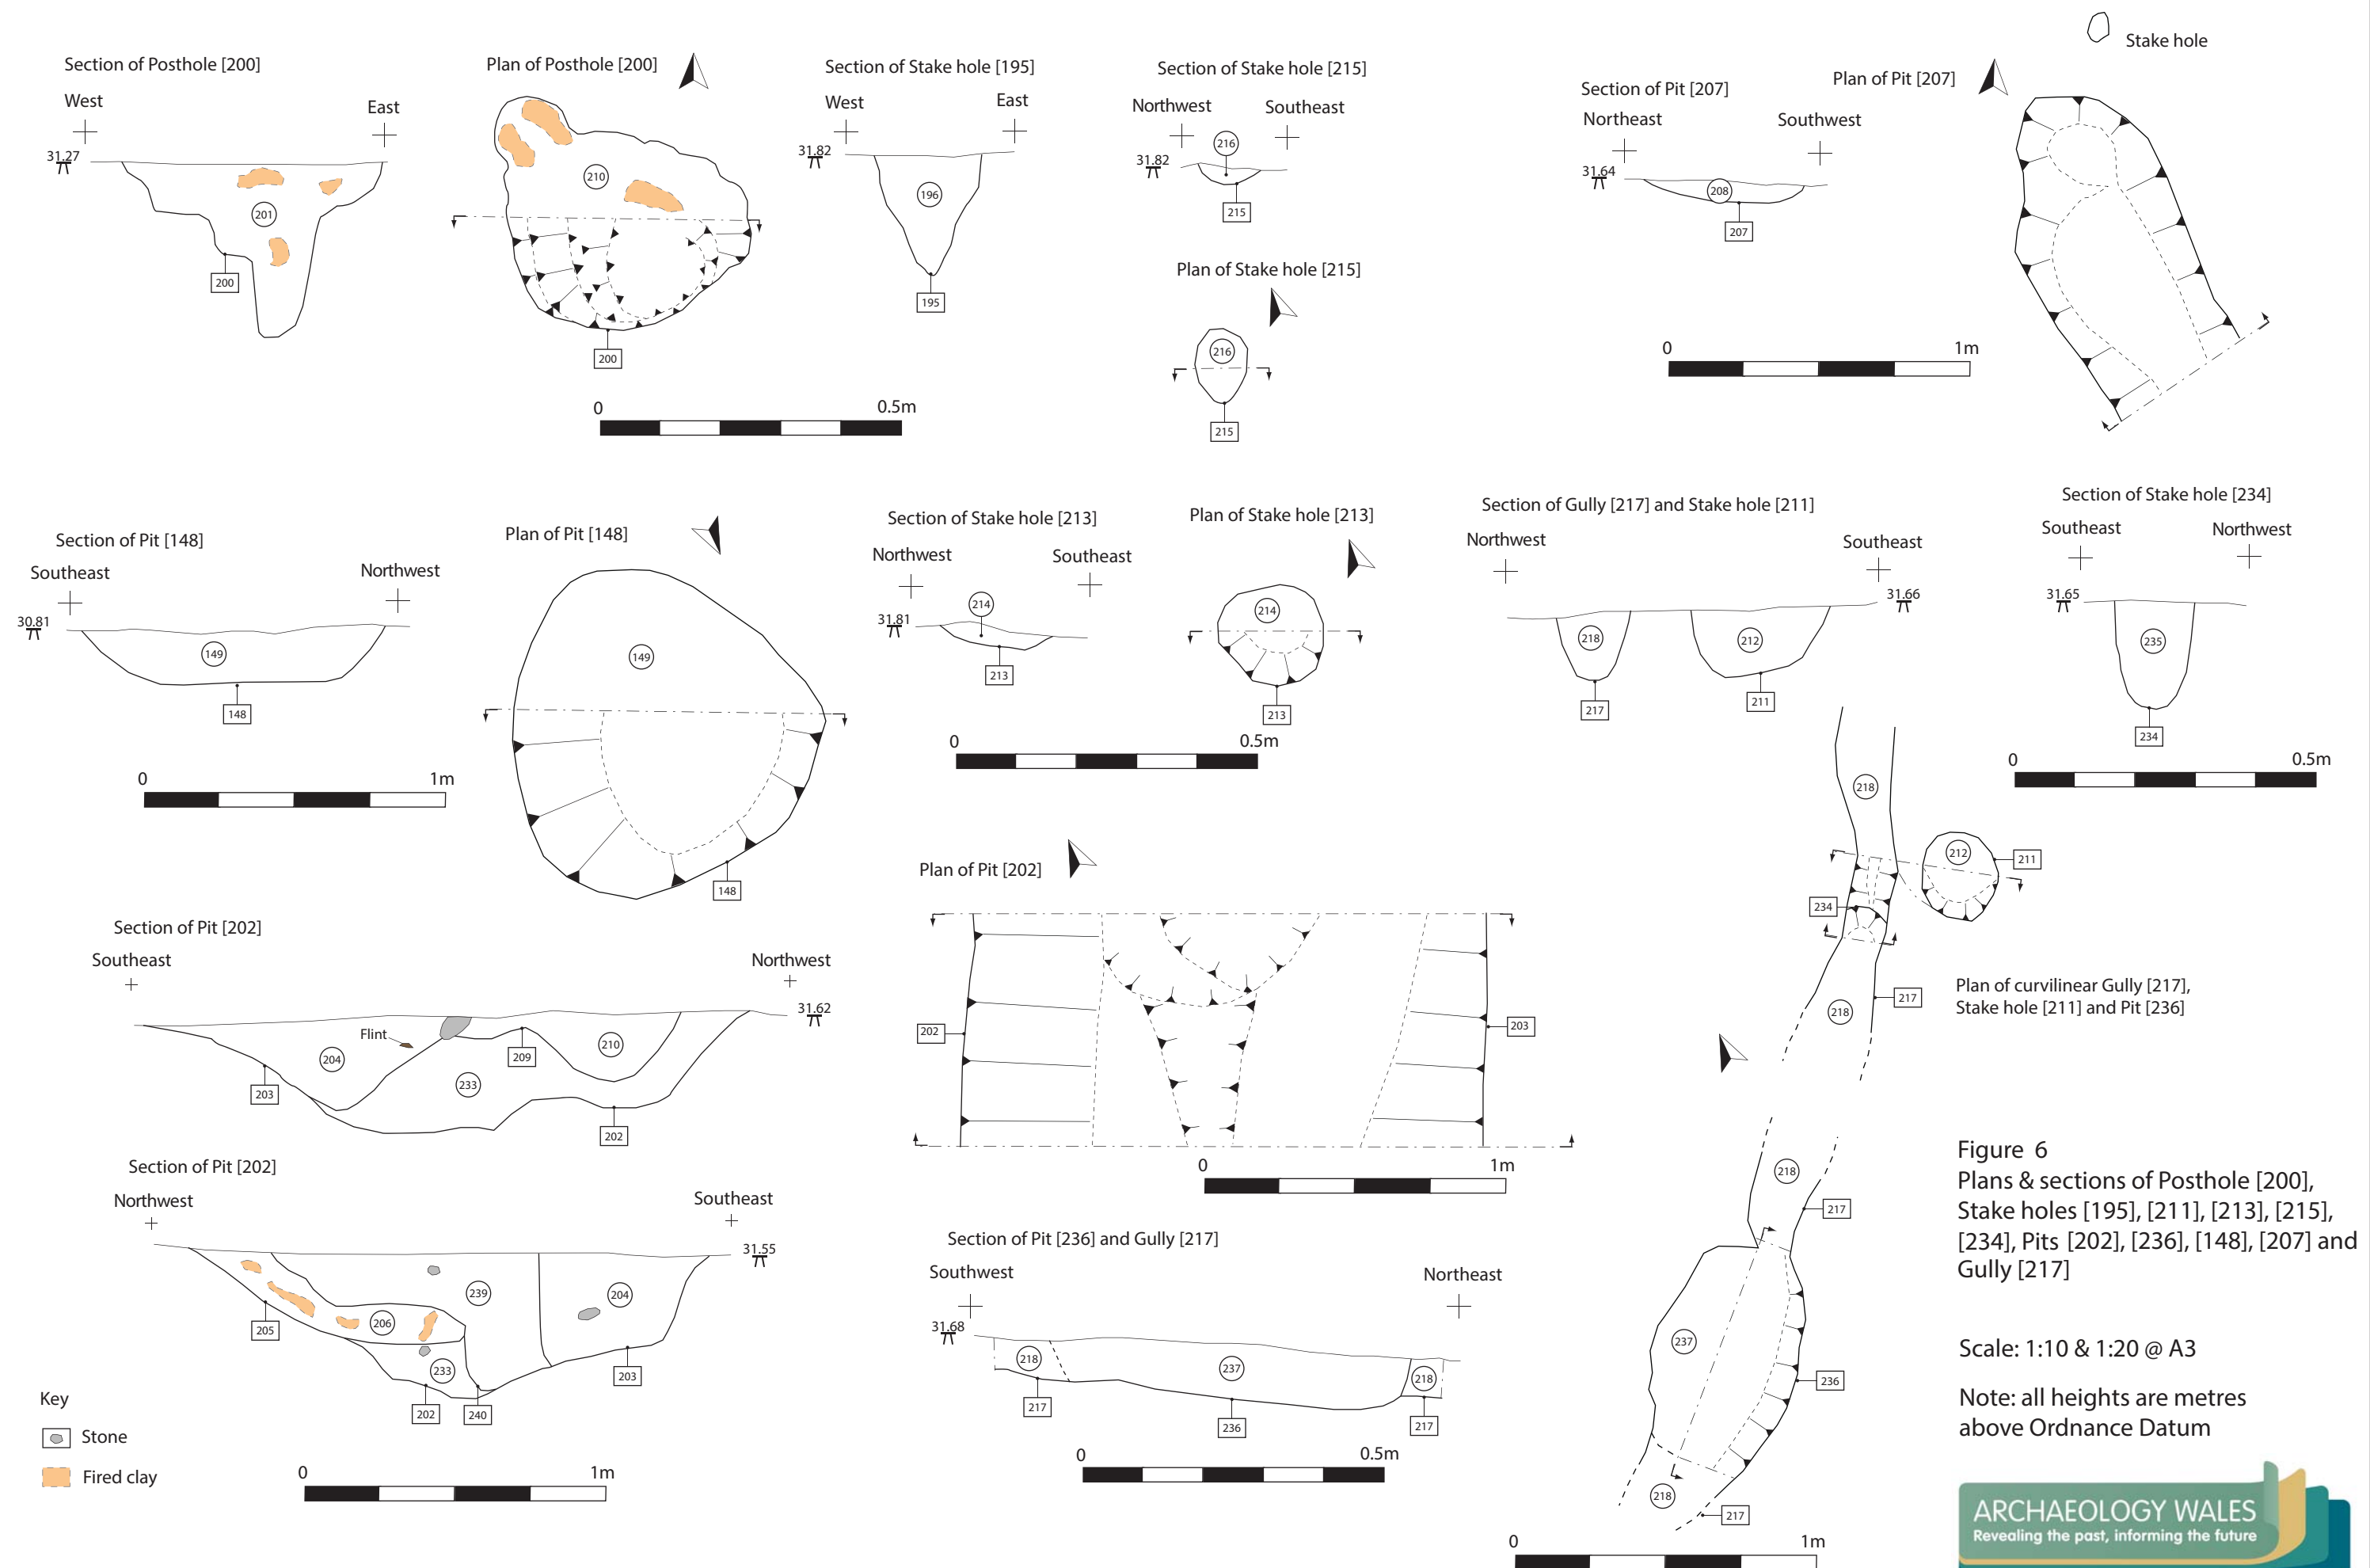 Stake hole
Section of Posthole [200]
West
East
31.27
201
200
Plan of Posthole [200]
210
200
0
0.5m
Section of Stake hole [195]
West
East
31.82
196
195
Section of Stake hole [215]
Northwest
Southeast
216
31.82
215
Plan of Stake hole [215]
216
215
Section of Pit [207]
Northeast
Southwest
31.64
208
207
Plan of Pit [207]
0
1m
Section of Pit [148]
Southeast
Northwest
30.81
149
148
0
1m
Plan of Pit [148]
149
148
Section of Stake hole [213]
Northwest
Southeast
214
31.81
213
Plan of Stake hole [213]
214
213
0
0.5m
Section of Gully [217] and Stake hole [211]
Northwest
Southeast
31.66
218
212
217
211
Section of Stake hole [234]
Southeast
Northwest
31.65
235
234
0
0.5m
218
212
211
234
217
218
Plan of curvilinear Gully [217],
Stake hole [211] and Pit [236]
218
217
237
236
218
217
0
1m
Section of Pit [202]
Southeast
Northwest
31.62
Flint
204
209
210
233
203
202
Plan of Pit [202]
202
203
0
1m
Section of Pit [202]
Northwest
Southeast
31.55
239
204
206
205
233
203
202
240
Key
Stone
Fired clay
0
1m
Section of Pit [236] and Gully [217]
Southwest
Northeast
31.68
218
237
218
217
236
217
0
0.5m
Figure 6
Plans & sections of Posthole [200],
Stake holes [195], [211], [213], [215],
[234], Pits [202], [236], [148], [207] and
Gully [217]
Scale: 1:10 & 1:20 @ A3
Note: all heights are metres
above Ordnance Datum
ARCHAEOLOGY WALES
Revealing the past, informing the future